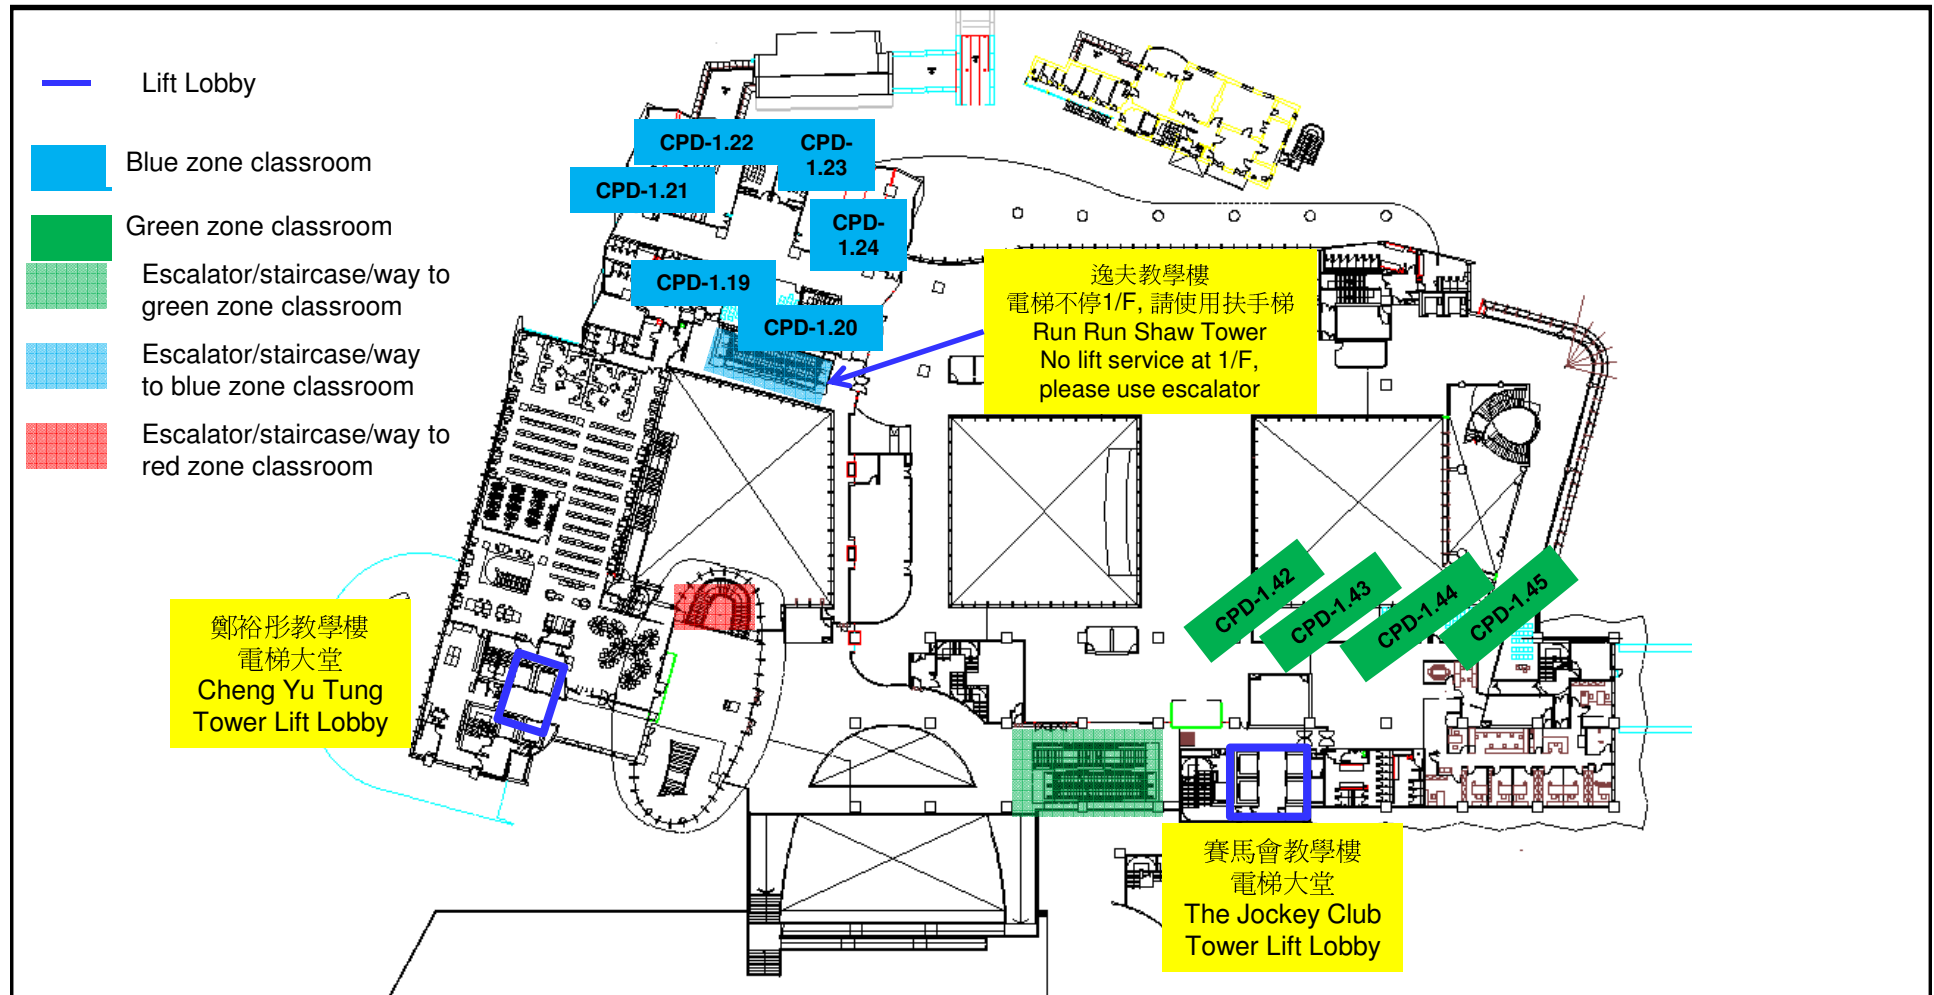 Lift Lobby
Blue zone classroom
Green zone classroom
Escalator/staircase/way to
green zone classroom
Escalator/staircase/way
to blue zone classroom
Escalator/staircase/way to
red zone classroom
CPD-1.22
CPD-
1.23
CPD-1.21
CPD-
1.24
CPD-1.19
CPD-1.20
逸夫教學樓
電梯不停1/F, 請使用扶手梯
Run Run Shaw Tower
No lift service at 1/F,
please use escalator
CPD-1.42
CPD-1.43
CPD-1.44
CPD-1.45
鄭裕彤教學樓
電梯大堂
Cheng Yu Tung
Tower Lift Lobby
賽馬會教學樓
電梯大堂
The Jockey Club
Tower Lift Lobby